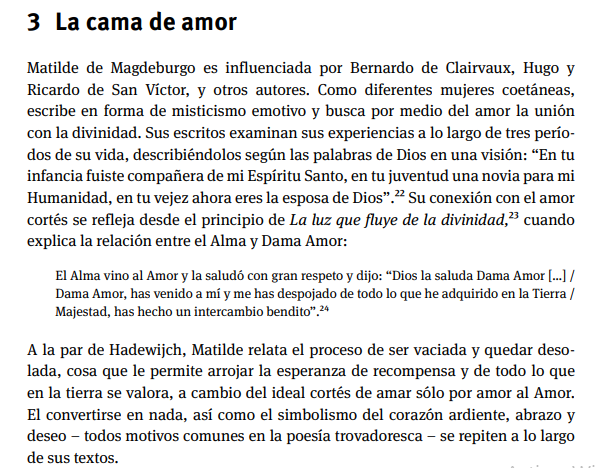 3 La cama de amor
Matilde de Magdeburgo es influenciada por Bernardo de Clairvaux, Hugo y
Ricardo de San Víctor, y otros autores. Como diferentes mujeres coetáneas,
escribe en forma de misticismo emotivo y busca por medio del amor la unión
con la divinidad. Sus escritos examinan sus experiencias a lo largo de tres perío-
dos de su vida, describiéndolos según las palabras de Dios en una visión: “En tu
infancia fuiste compañera de mi Espíritu Santo, en tu juventud una novia para mi
Humanidad, en tu vejez ahora eres la esposa de Dios”.²² Su conexión con el amor
cortés se refleja desde el principio de La luz que fluye de la divinidad,²³ cuando
explica la relación entre el Alma y Dama Amor:
El Alma vino al Amor y la saludó con gran respeto y dijo: “Dios la saluda Dama Amor [...] /
Dama Amor, has venido a mí y me has despojado de todo lo que he adquirido en la Tierra /
Majestad, has hecho un intercambio bendito”.²⁴
A la par de Hadewijch, Matilde relata el proceso de ser vaciada y quedar deso-
lada, cosa que le permite arrojar la esperanza de recompensa y de todo lo que
en la tierra se valora, a cambio del ideal cortés de amar sólo por amor al Amor.
El convertirse en nada, así como el simbolismo del corazón ardiente, abrazo y
deseo – todos motivos comunes en la poesía trovadoresca – se repiten a lo largo
de sus textos.